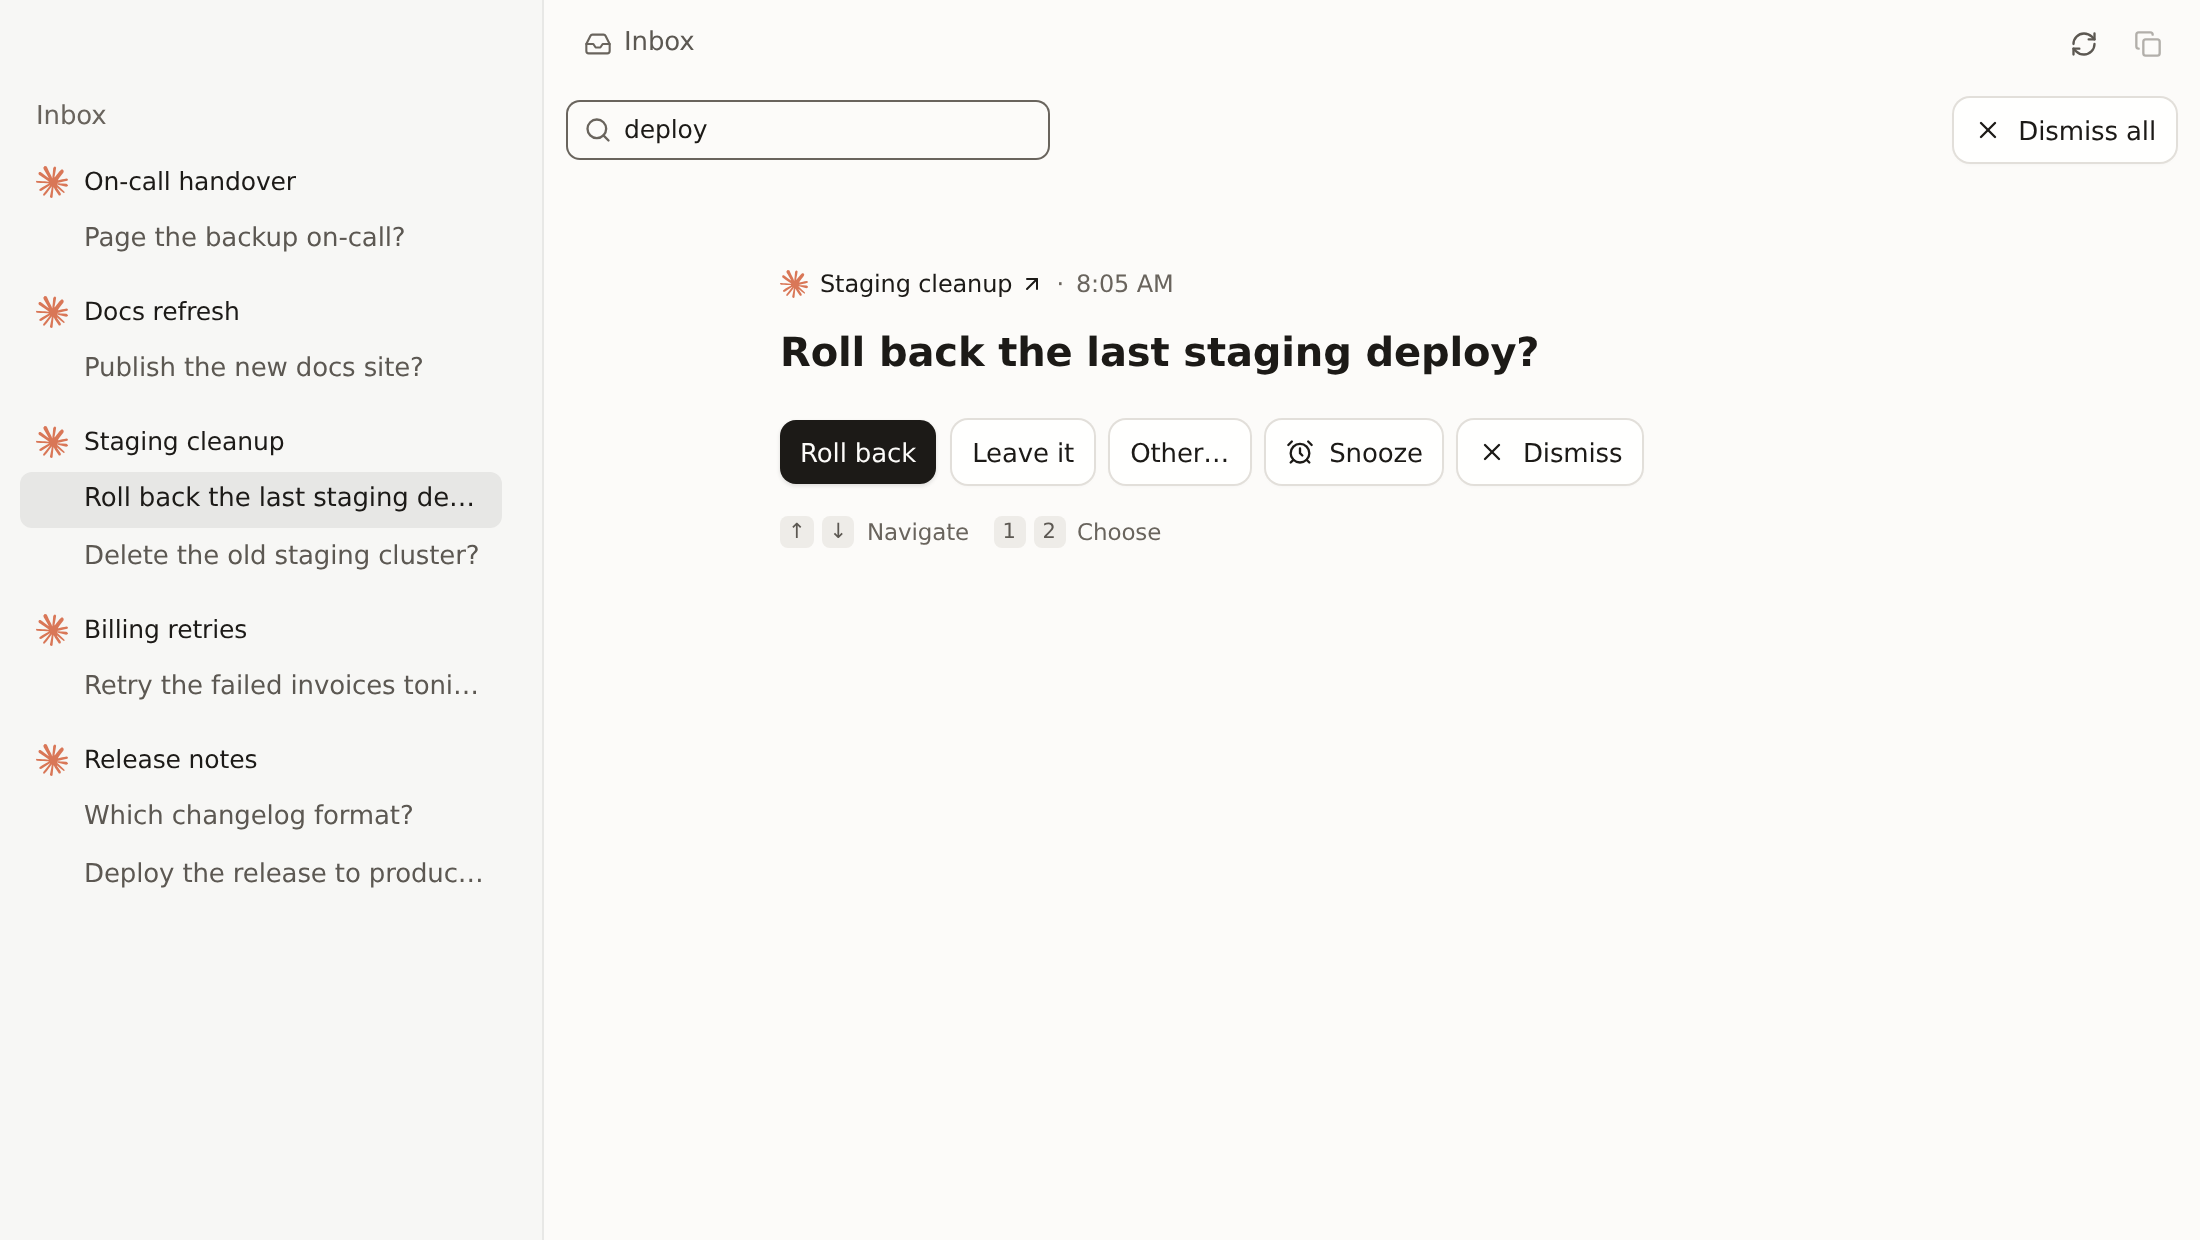 Inbox
On-call handover
Page the backup on-call?
Docs refresh
Publish the new docs site?
Staging cleanup
Roll back the last staging de…
Delete the old staging cluster?
Billing retries
Retry the failed invoices toni…
Release notes
Which changelog format?
Deploy the release to produc…
Inbox
deploy
Dismiss all
Staging cleanup · 8:05 AM
Roll back the last staging deploy?
Roll back Leave it Other… Snooze Dismiss
↑ ↓ Navigate 1 2 Choose